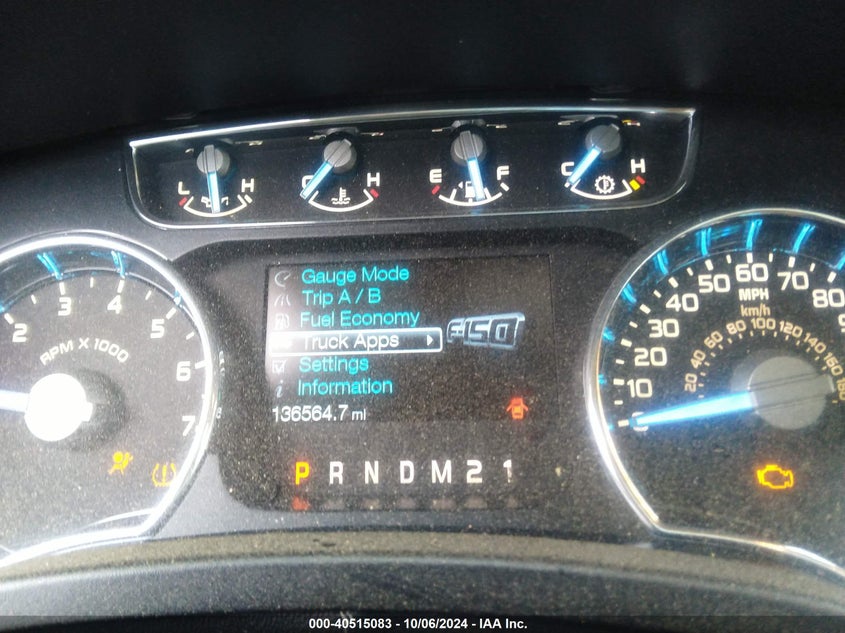 L H C H E F C H
Gauge Mode
Trip A / B
Fuel Economy
Truck Apps
Settings
Information
F-150
136564.7 mi
P R N D M 2 1
2 3 4 5 6 7
RPM X 1000
0 10 20 30 40 50 60 70 80
MPH
km/h
20 40 60 80 100 120 140 160
000-40515083 - 10/06/2024 - IAA Inc.